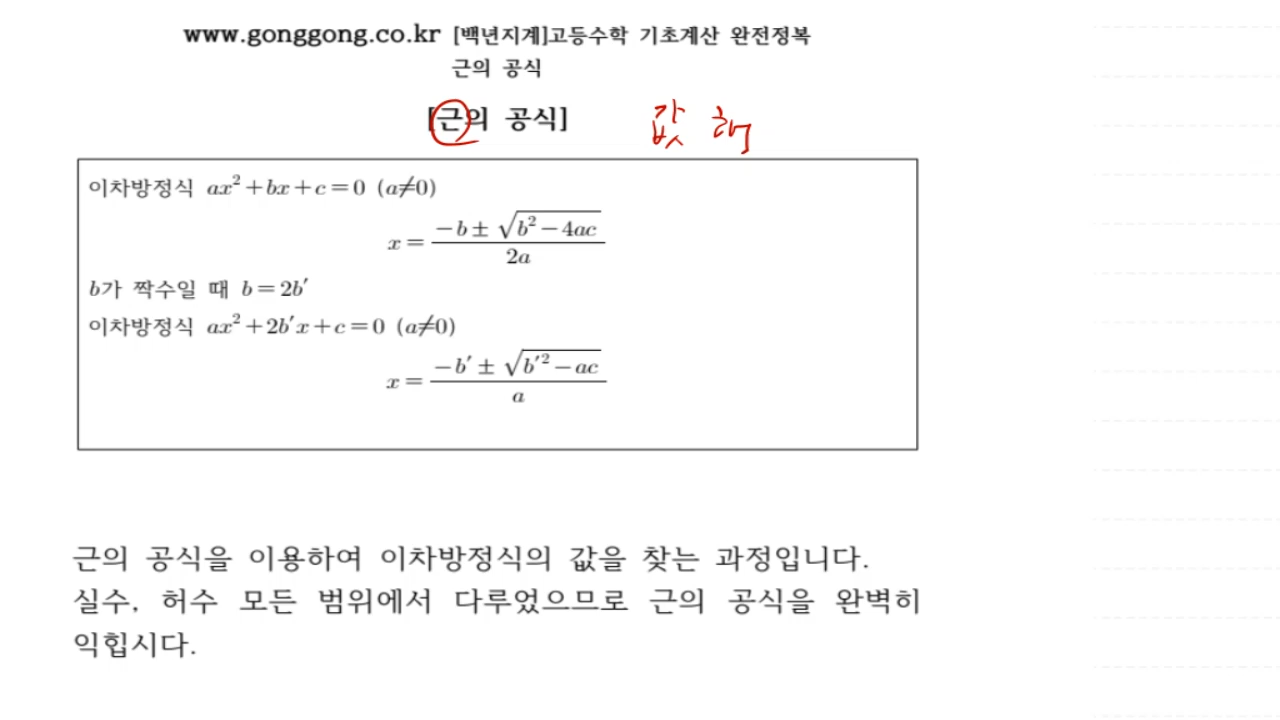 www.gonggong.co.kr [백년지계]고등수학 기초계산 완전정복
근의 공식
[근의 공식] 값 해
이차방정식 ax²+bx+c=0 (a≠0)
x = (-b ± √(b²-4ac)) / 2a
b가 짝수일 때 b=2b′
이차방정식 ax²+2b′x+c=0 (a≠0)
x = (-b′ ± √(b′²-ac)) / a
근의 공식을 이용하여 이차방정식의 값을 찾는 과정입니다.
실수, 허수 모든 범위에서 다루었으므로 근의 공식을 완벽히
익힙시다.